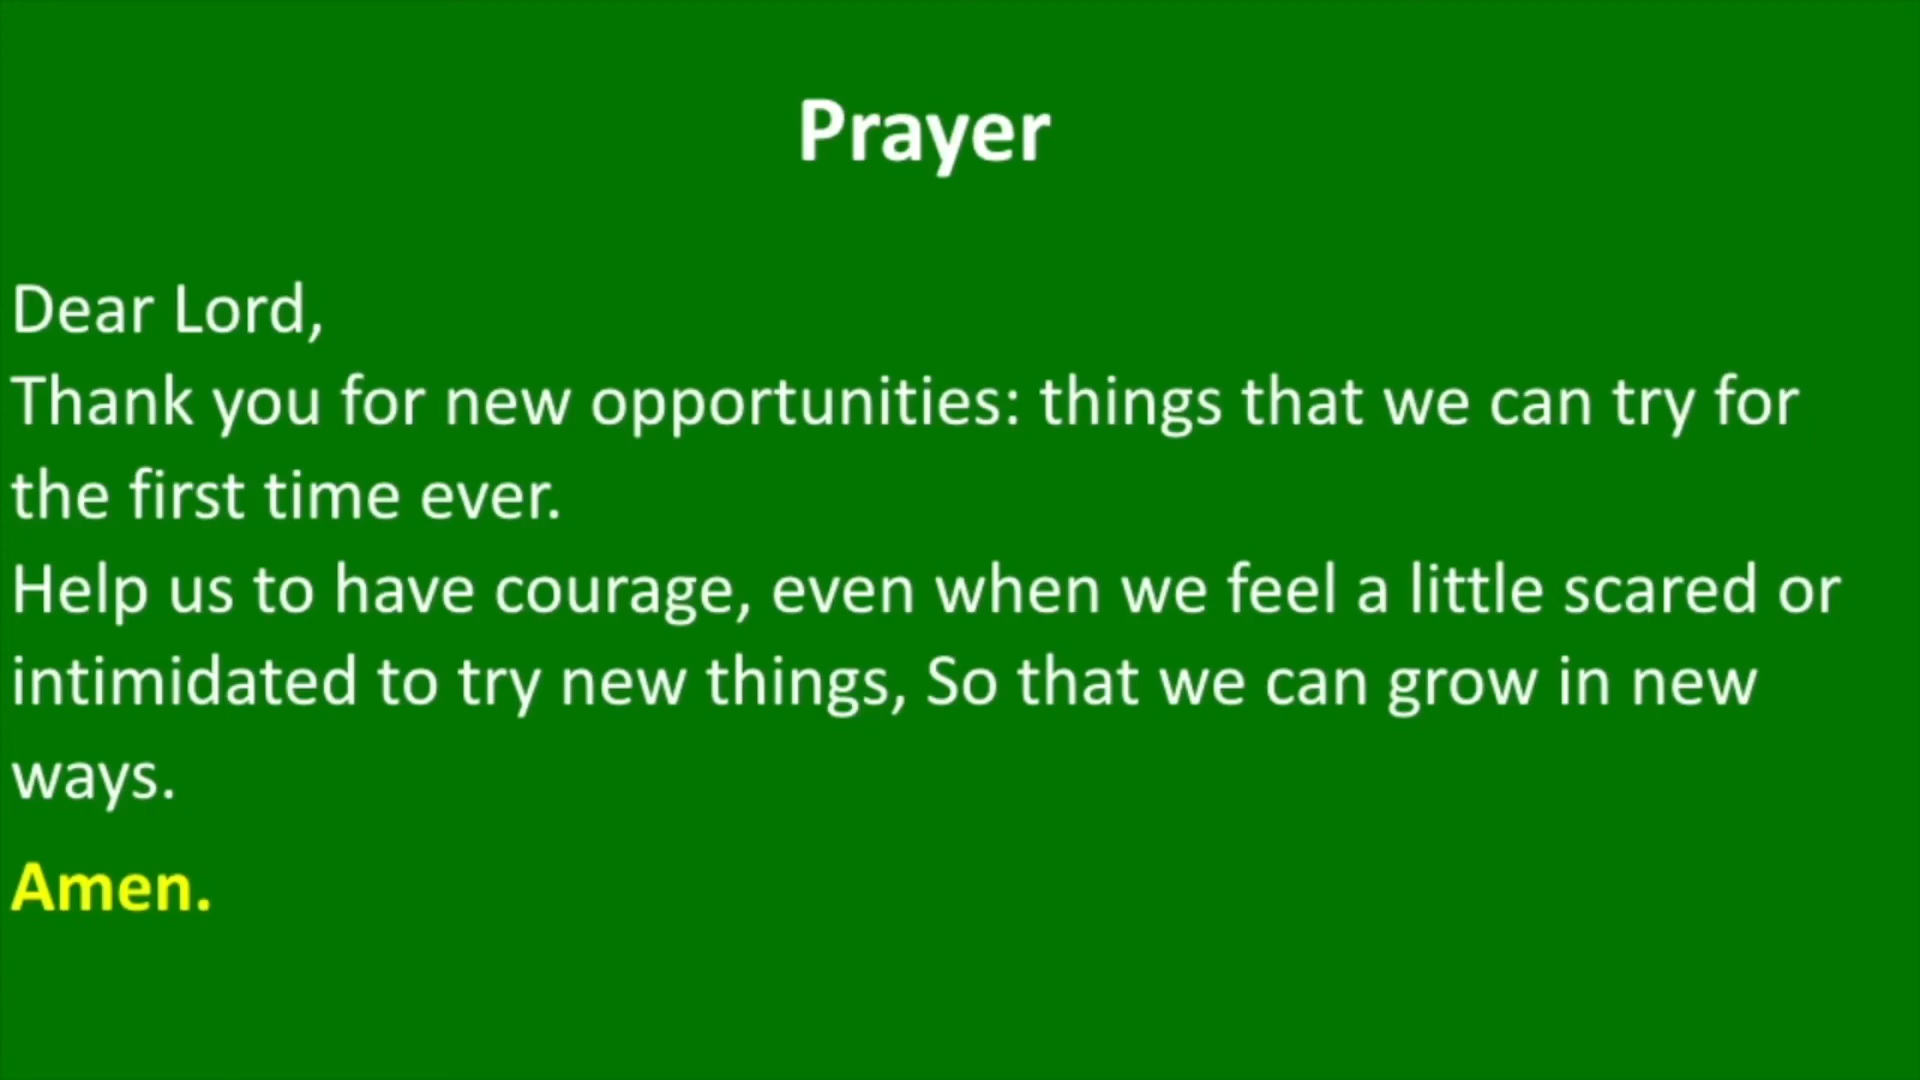 Prayer
Dear Lord,
Thank you for new opportunities: things that we can try for
the first time ever.
Help us to have courage, even when we feel a little scared or
intimidated to try new things, So that we can grow in new
ways.
Amen.